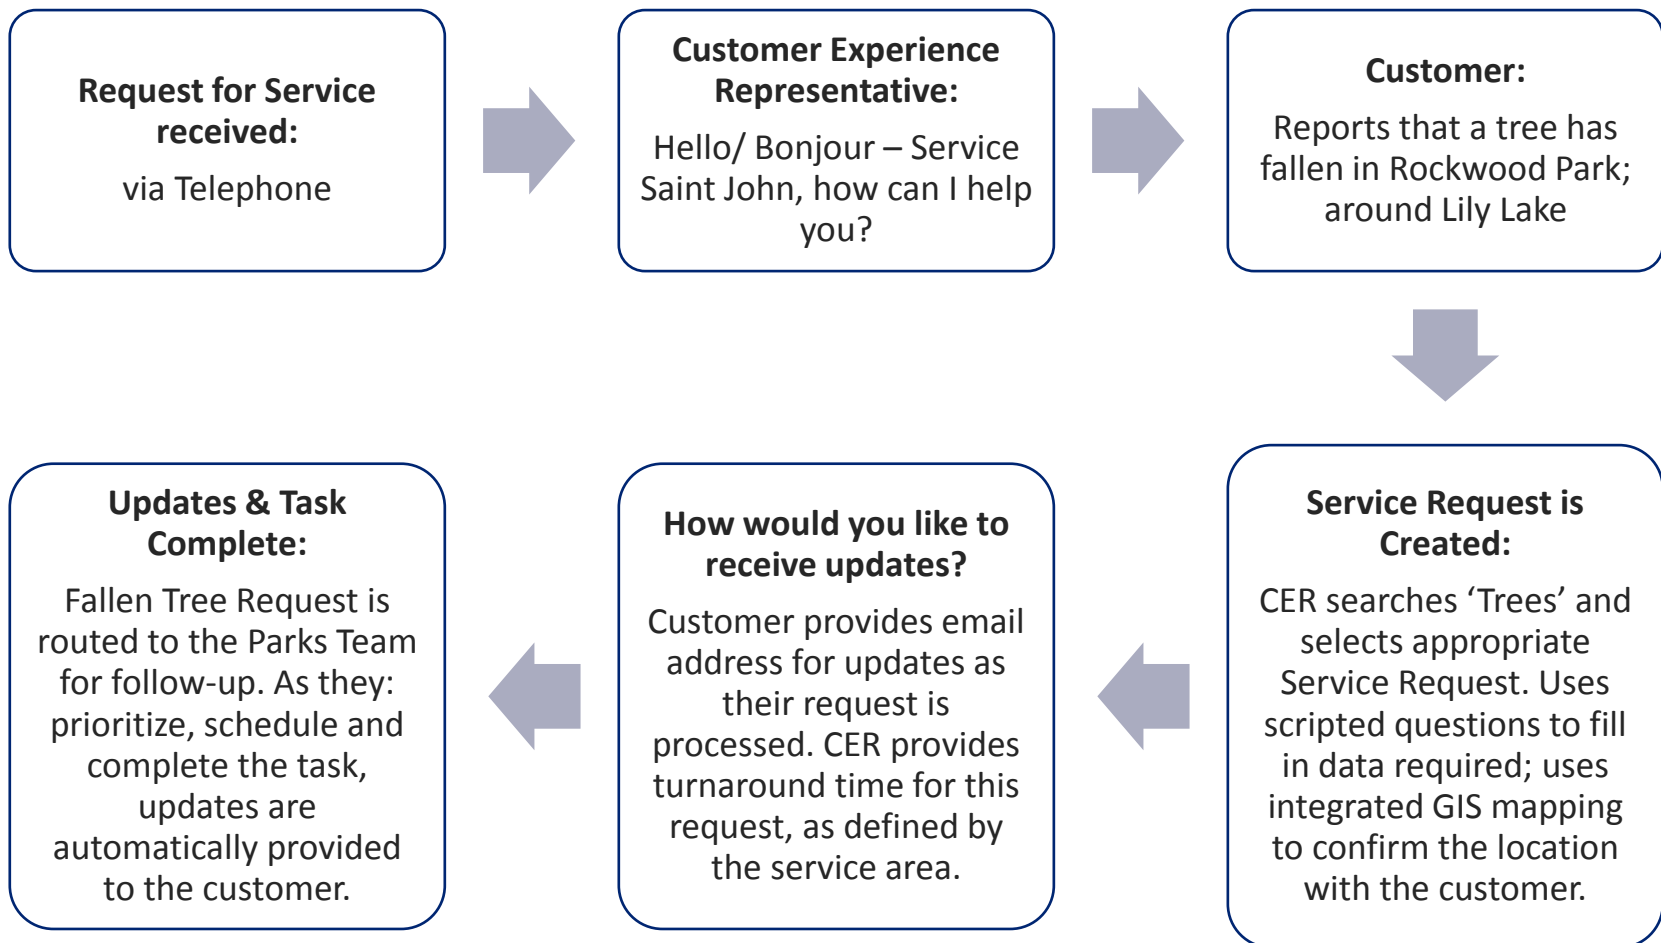 Request for Service
received:
via Telephone
Customer Experience
Representative:
Hello/ Bonjour – Service
Saint John, how can I help
you?
Customer:
Reports that a tree has
fallen in Rockwood Park;
around Lily Lake
Service Request is
Created:
CER searches ‘Trees’ and
selects appropriate
Service Request. Uses
scripted questions to fill
in data required; uses
integrated GIS mapping
to confirm the location
with the customer.
How would you like to
receive updates?
Customer provides email
address for updates as
their request is
processed. CER provides
turnaround time for this
request, as defined by
the service area.
Updates & Task
Complete:
Fallen Tree Request is
routed to the Parks Team
for follow-up. As they:
prioritize, schedule and
complete the task,
updates are
automatically provided
to the customer.